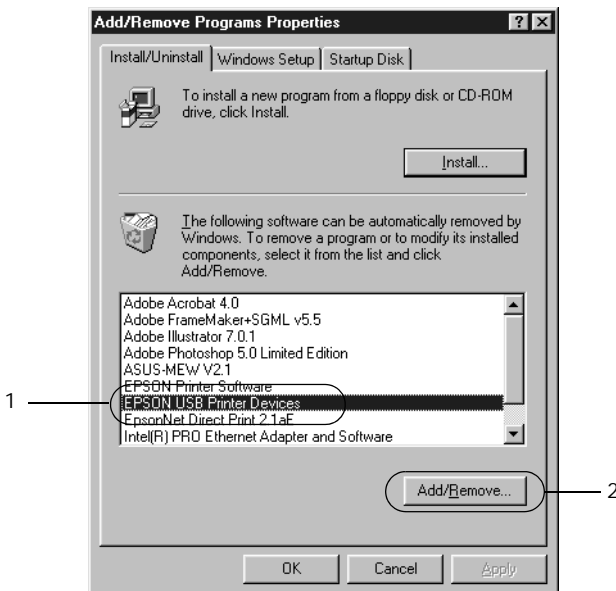 Add/Remove Programs Properties
Install/Uninstall
Windows Setup
Startup Disk
To install a new program from a floppy disk or CD-ROM
drive, click Install.
Install...
The following software can be automatically removed by
Windows. To remove a program or to modify its installed
components, select it from the list and click
Add/Remove.
Adobe Acrobat 4.0
Adobe FrameMaker+SGML v5.5
Adobe Illustrator 7.0.1
Adobe Photoshop 5.0 Limited Edition
ASUS-MEW V2.1
EPSON Printer Software
1
EPSON USB Printer Devices
EpsonNet Direct Print 2.1aE
Intel(R) PRO Ethernet Adapter and Software
Add/Remove...
2
OK
Cancel
Apply